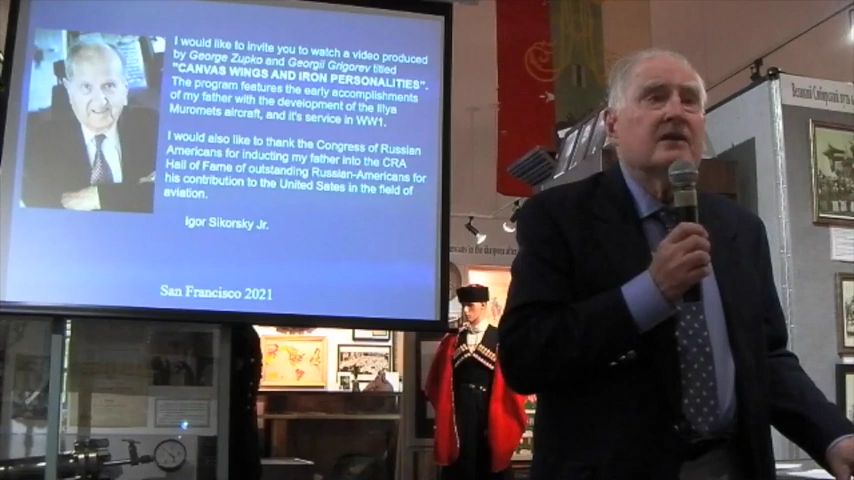 I would like to invite you to watch a video produced
by George Zupko and Georgii Grigorev titled
"CANVAS WINGS AND IRON PERSONALITIES".
The program features the early accomplishments
of my father with the development of the Illya
Muromets aircraft, and it's service in WW1.
I would also like to thank the Congress of Russian
Americans for inducting my father into the CRA
Hall of Fame of outstanding Russian-Americans for
his contribution to the United Sates in the field of
aviation.
Igor Sikorsky Jr.
San Francisco 2021
Великий Сибирский путь